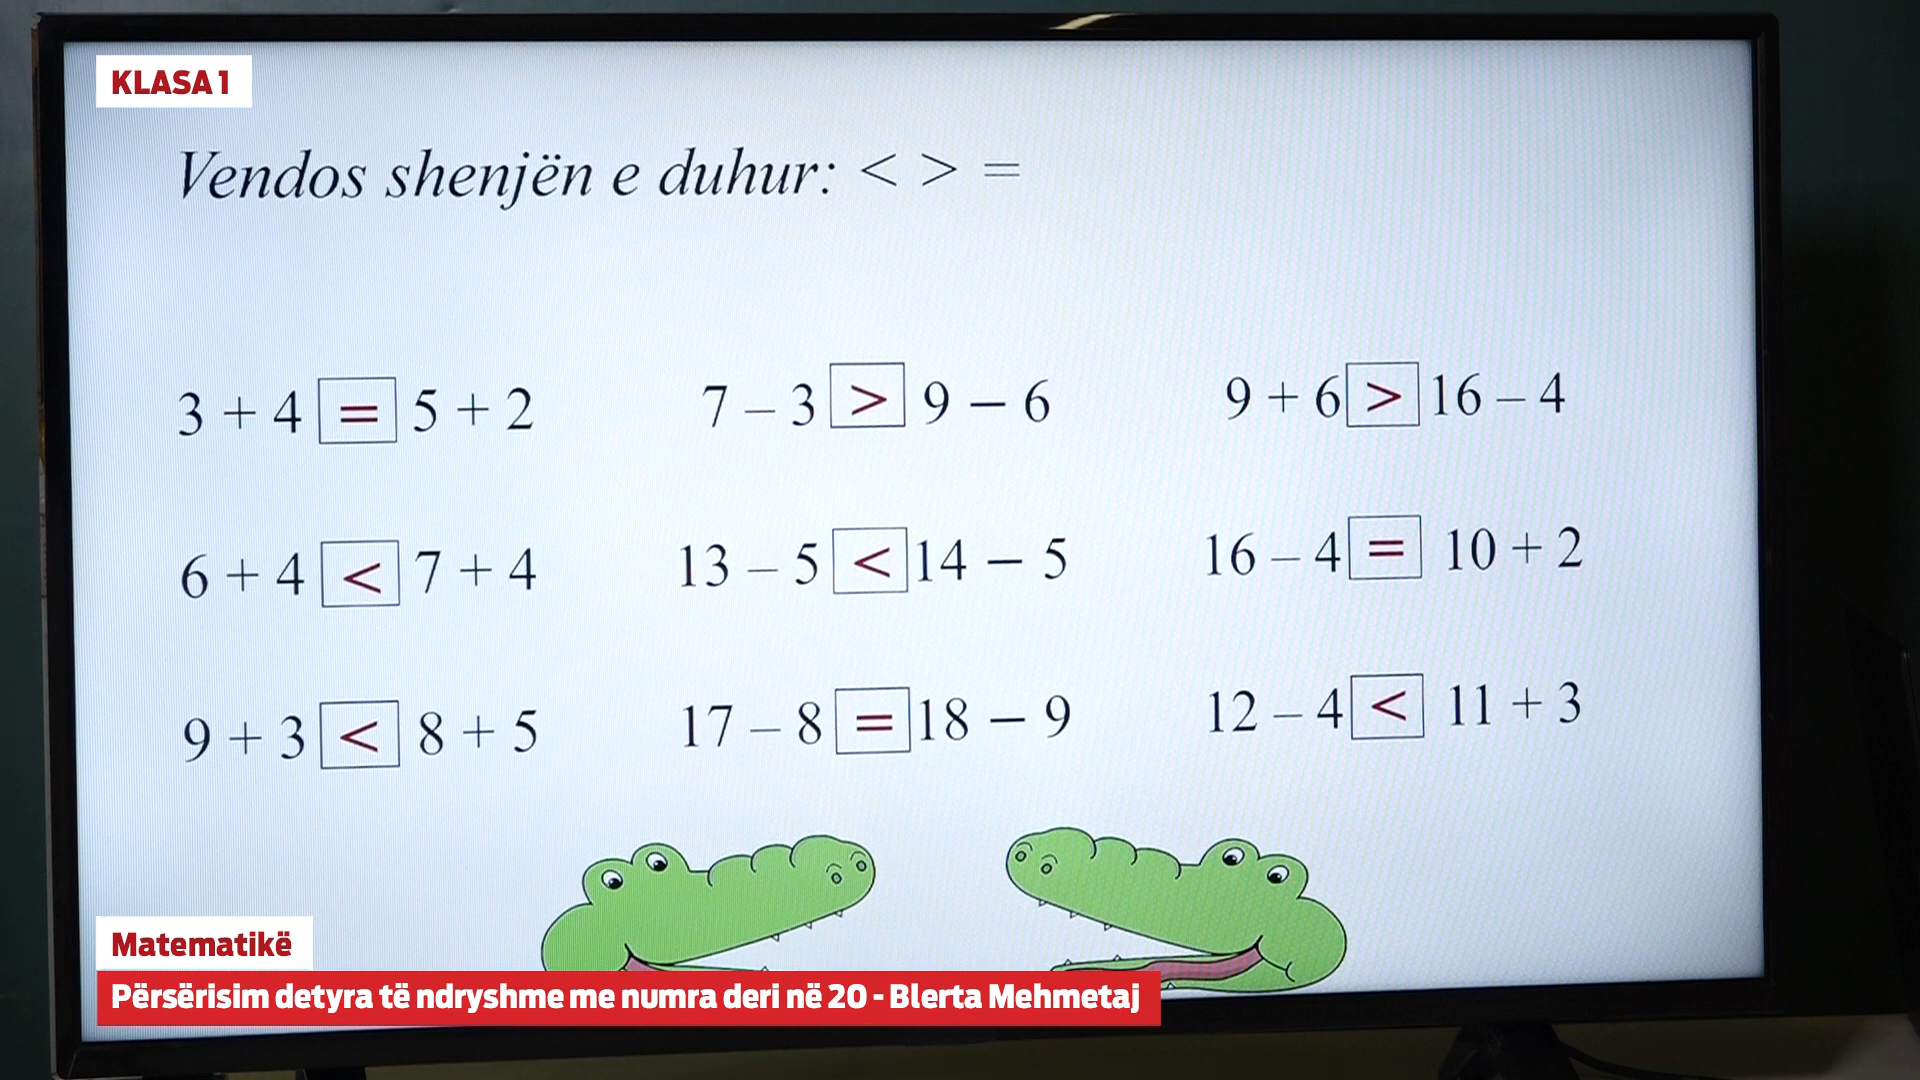 KLASA 1
Vendos shenjën e duhur: < > =
3 + 4 = 5 + 2 7 – 3 > 9 – 6 9 + 6 > 16 – 4
6 + 4 < 7 + 4 13 – 5 < 14 – 5 16 – 4 = 10 + 2
9 + 3 < 8 + 5 17 – 8 = 18 – 9 12 – 4 < 11 + 3
Matematikë
Përsërisim detyra të ndryshme me numra deri në 20 - Blerta Mehmetaj